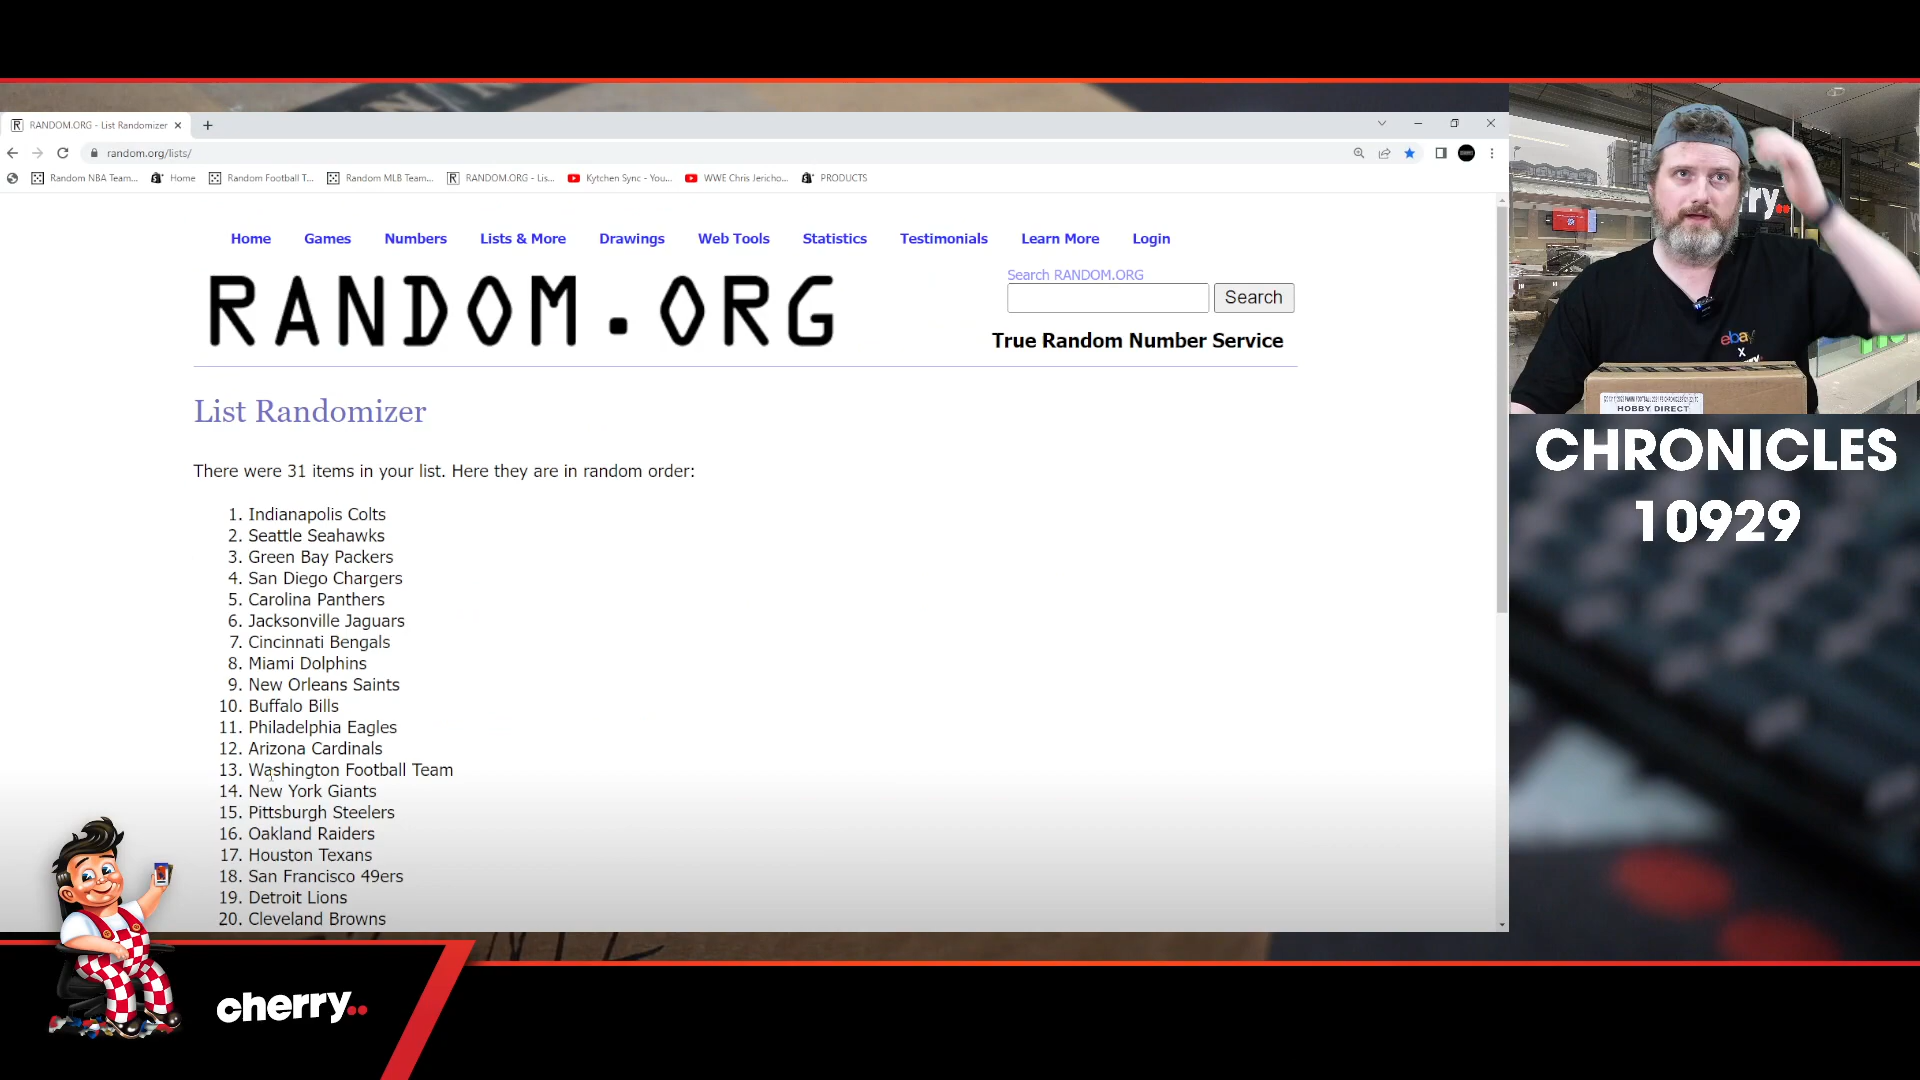 RANDOM.ORG - List Randomizer
random.org/lists/
Random NBA Team... Home Random Football T... Random MLB Team... RANDOM.ORG - Lis... Kytchen Sync - You... WWE Chris Jericho... PRODUCTS
Home Games Numbers Lists & More Drawings Web Tools Statistics Testimonials Learn More Login
RANDOM.ORG
Search RANDOM.ORG
Search
True Random Number Service
List Randomizer
There were 31 items in your list. Here they are in random order:
1. Indianapolis Colts
2. Seattle Seahawks
3. Green Bay Packers
4. San Diego Chargers
5. Carolina Panthers
6. Jacksonville Jaguars
7. Cincinnati Bengals
8. Miami Dolphins
9. New Orleans Saints
10. Buffalo Bills
11. Philadelphia Eagles
12. Arizona Cardinals
13. Washington Football Team
14. New York Giants
15. Pittsburgh Steelers
16. Oakland Raiders
17. Houston Texans
18. San Francisco 49ers
19. Detroit Lions
20. Cleveland Browns
ebay
X
HOBBY DIRECT
CHRONICLES
10929
cherry..